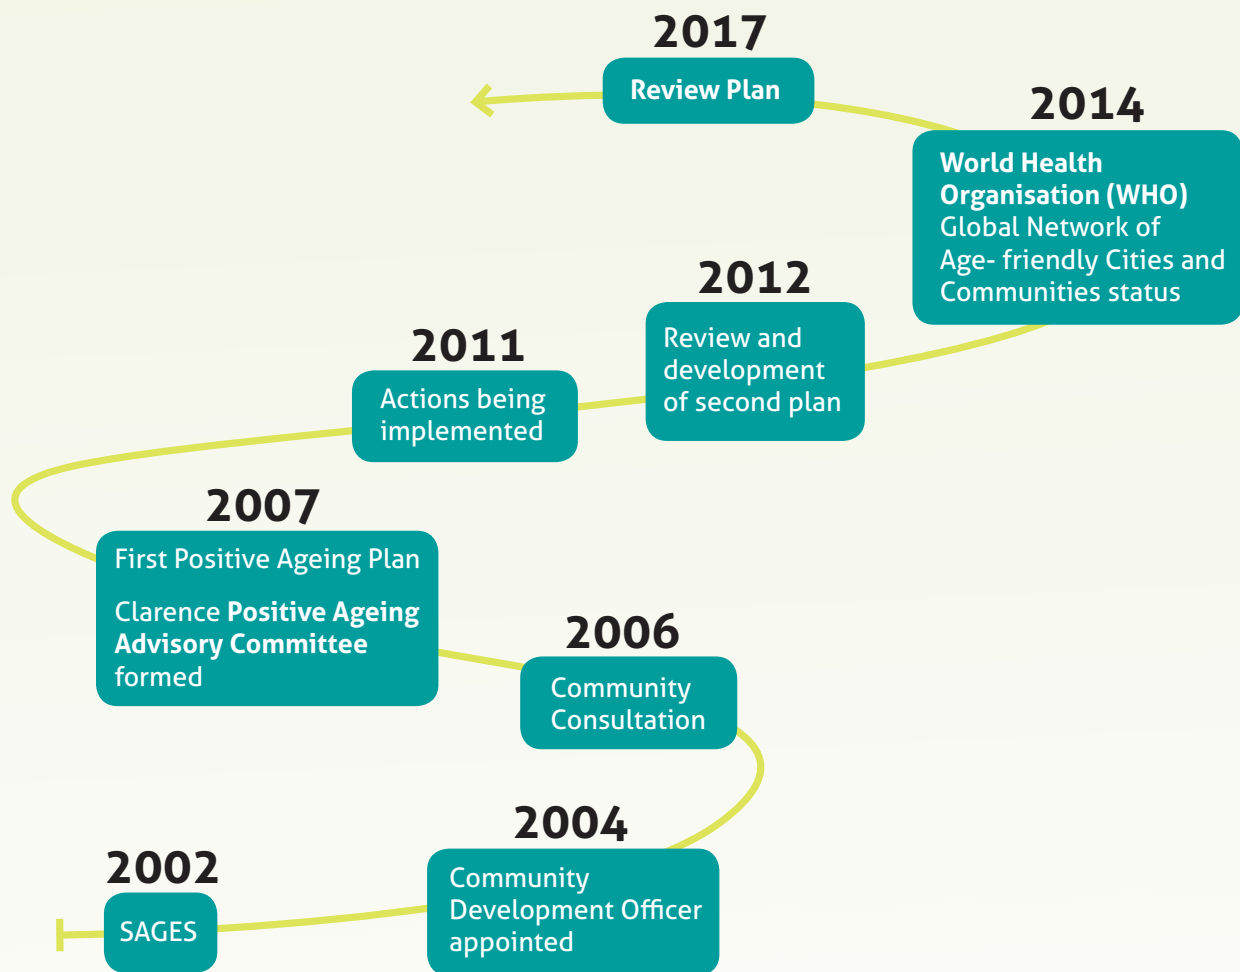 2017
Review Plan
2014
World Health
Organisation (WHO)
Global Network of
Age- friendly Cities and
Communities status
2012
Review and
development
of second plan
2011
Actions being
implemented
2007
First Positive Ageing Plan
Clarence Positive Ageing
Advisory Committee
formed
2006
Community
Consultation
2004
Community
Development Officer
appointed
2002
SAGES